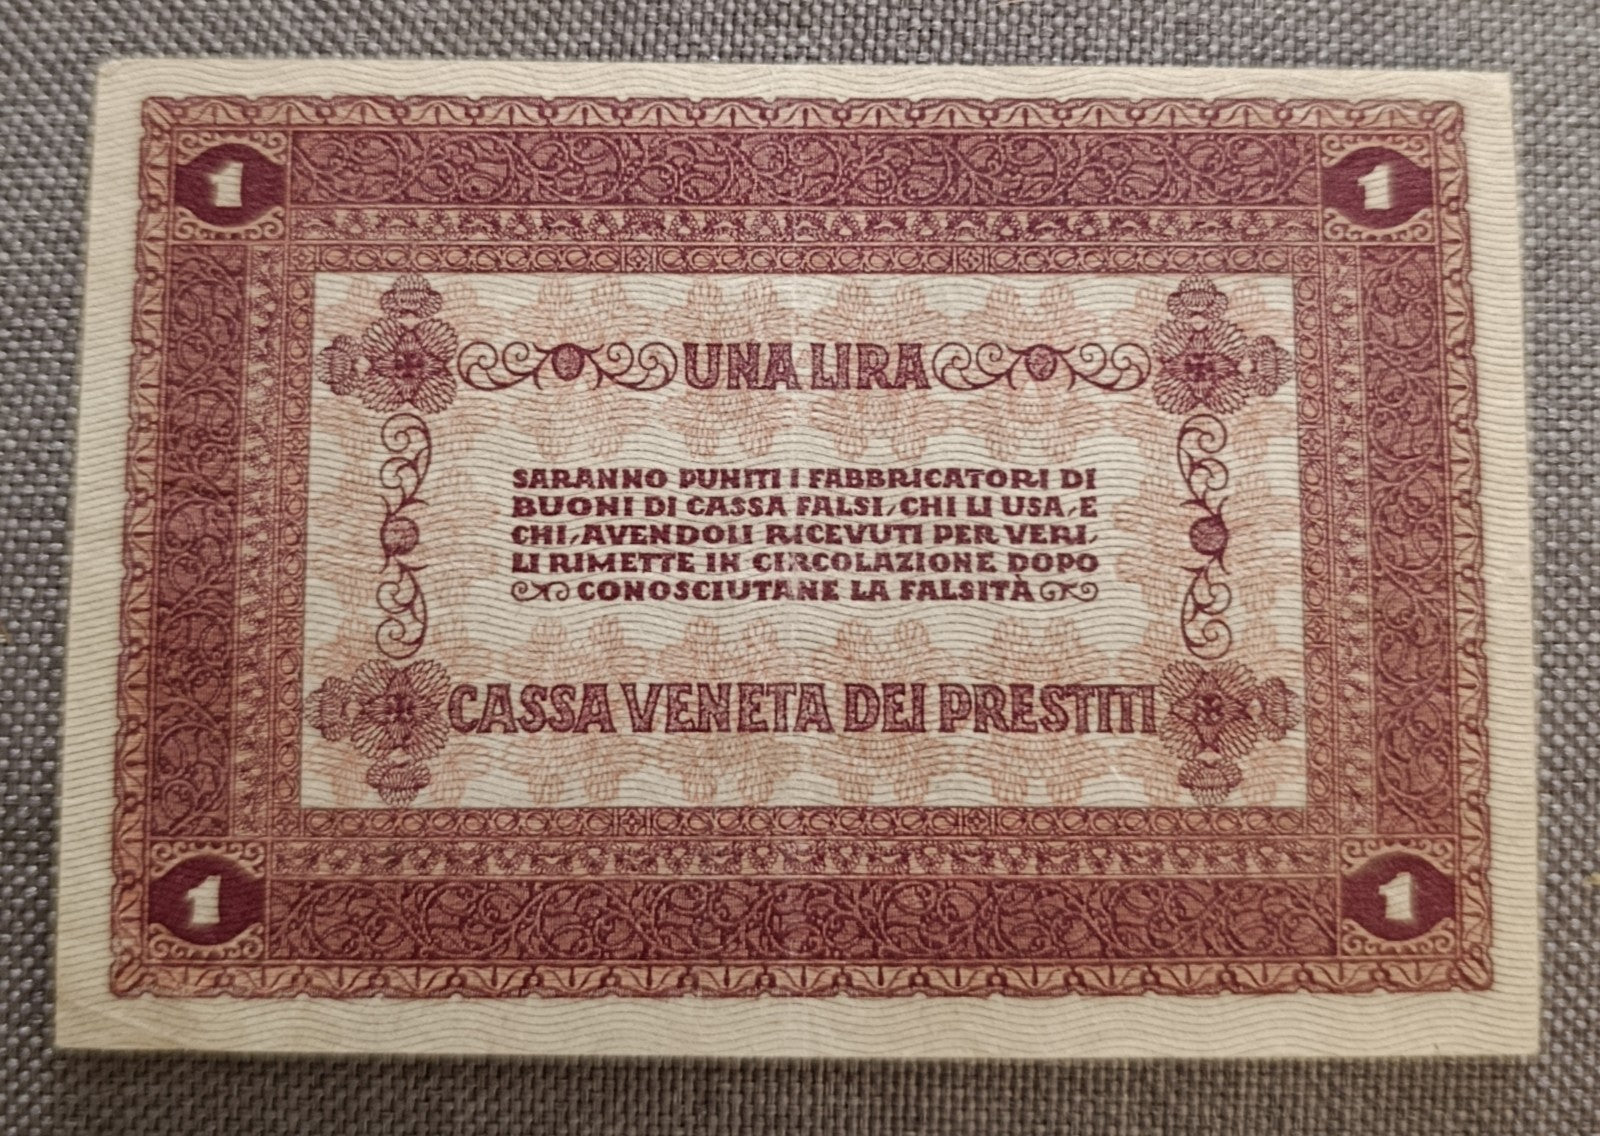 1 1
UNA LIRA
SARANNO PUNITI I FABBRICATORI DI
BUONI DI CASSA FALSI, CHI LI USA, E
CHI, AVENDOLI RICEVUTI PER VERI,
LI RIMETTE IN CIRCOLAZIONE DOPO
CONOSCIUTANE LA FALSITÀ
CASSA VENETA DEI PRESTITI
1 1